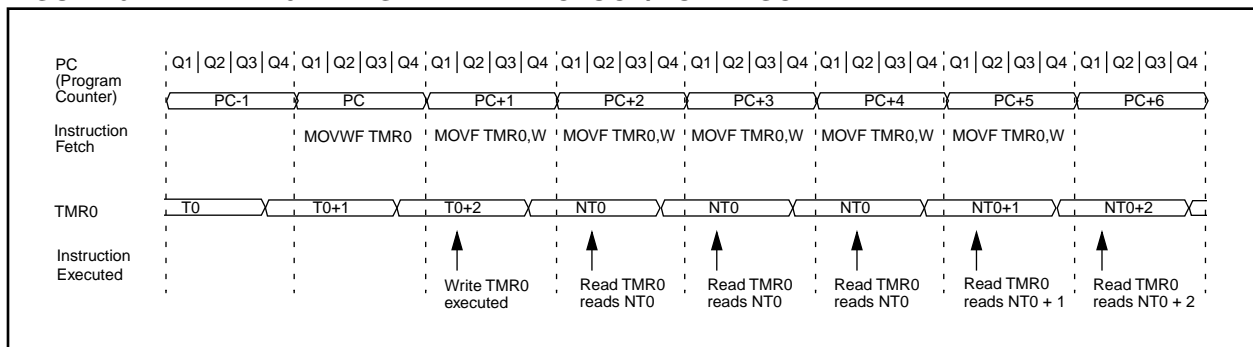 PC
(Program
Counter)
Q1 Q2 Q3 Q4 Q1 Q2 Q3 Q4 Q1 Q2 Q3 Q4 Q1 Q2 Q3 Q4 Q1 Q2 Q3 Q4 Q1 Q2 Q3 Q4 Q1 Q2 Q3 Q4 Q1 Q2 Q3 Q4
PC-1 PC PC+1 PC+2 PC+3 PC+4 PC+5 PC+6
Instruction
Fetch
MOVWF TMR0 MOVF TMR0,W MOVF TMR0,W MOVF TMR0,W MOVF TMR0,W MOVF TMR0,W
TMR0
T0 T0+1 T0+2 NT0 NT0 NT0 NT0+1 NT0+2
Instruction
Executed
Write TMR0
executed
Read TMR0
reads NT0
Read TMR0
reads NT0
Read TMR0
reads NT0
Read TMR0
reads NT0 + 1
Read TMR0
reads NT0 + 2